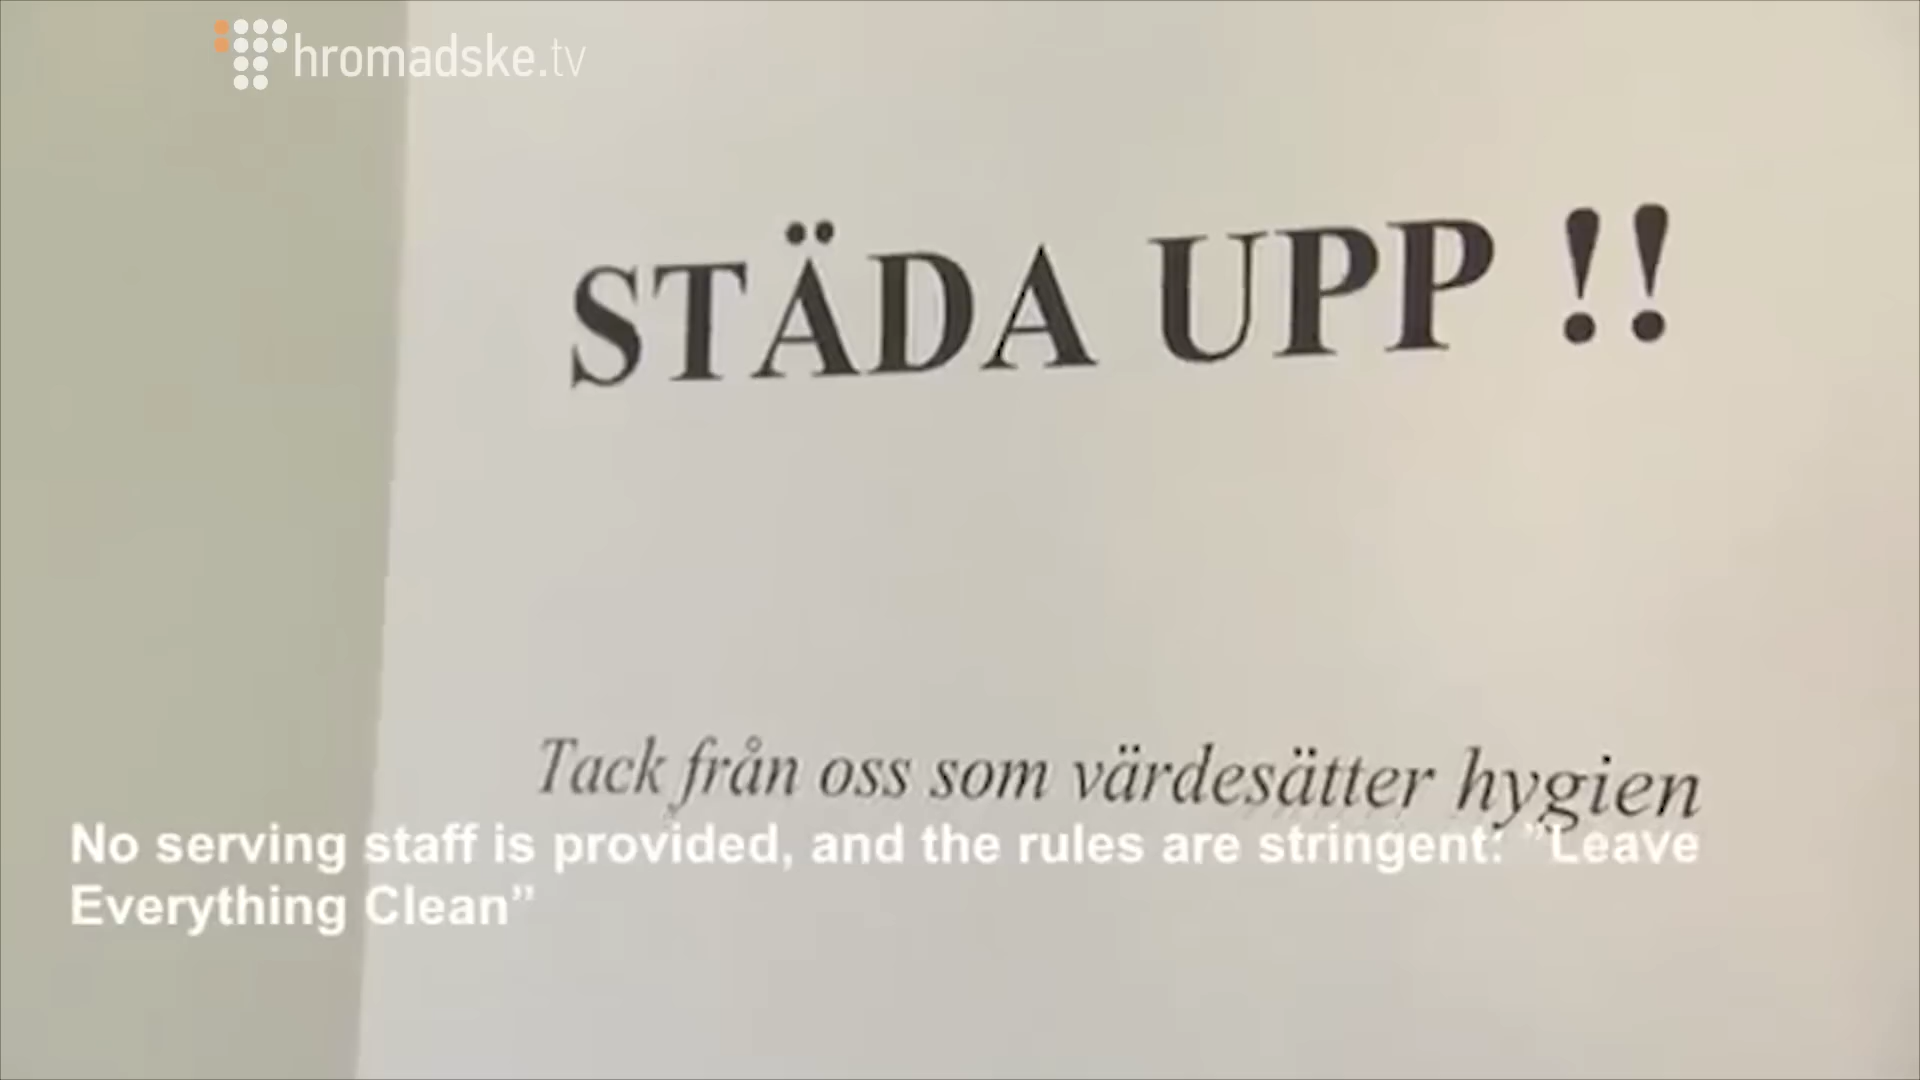 hromadske.tv
STÄDA UPP !!
Tack från oss som värdesätter hygien
No serving staff is provided, and the rules are stringent: ”Leave
Everything Clean”